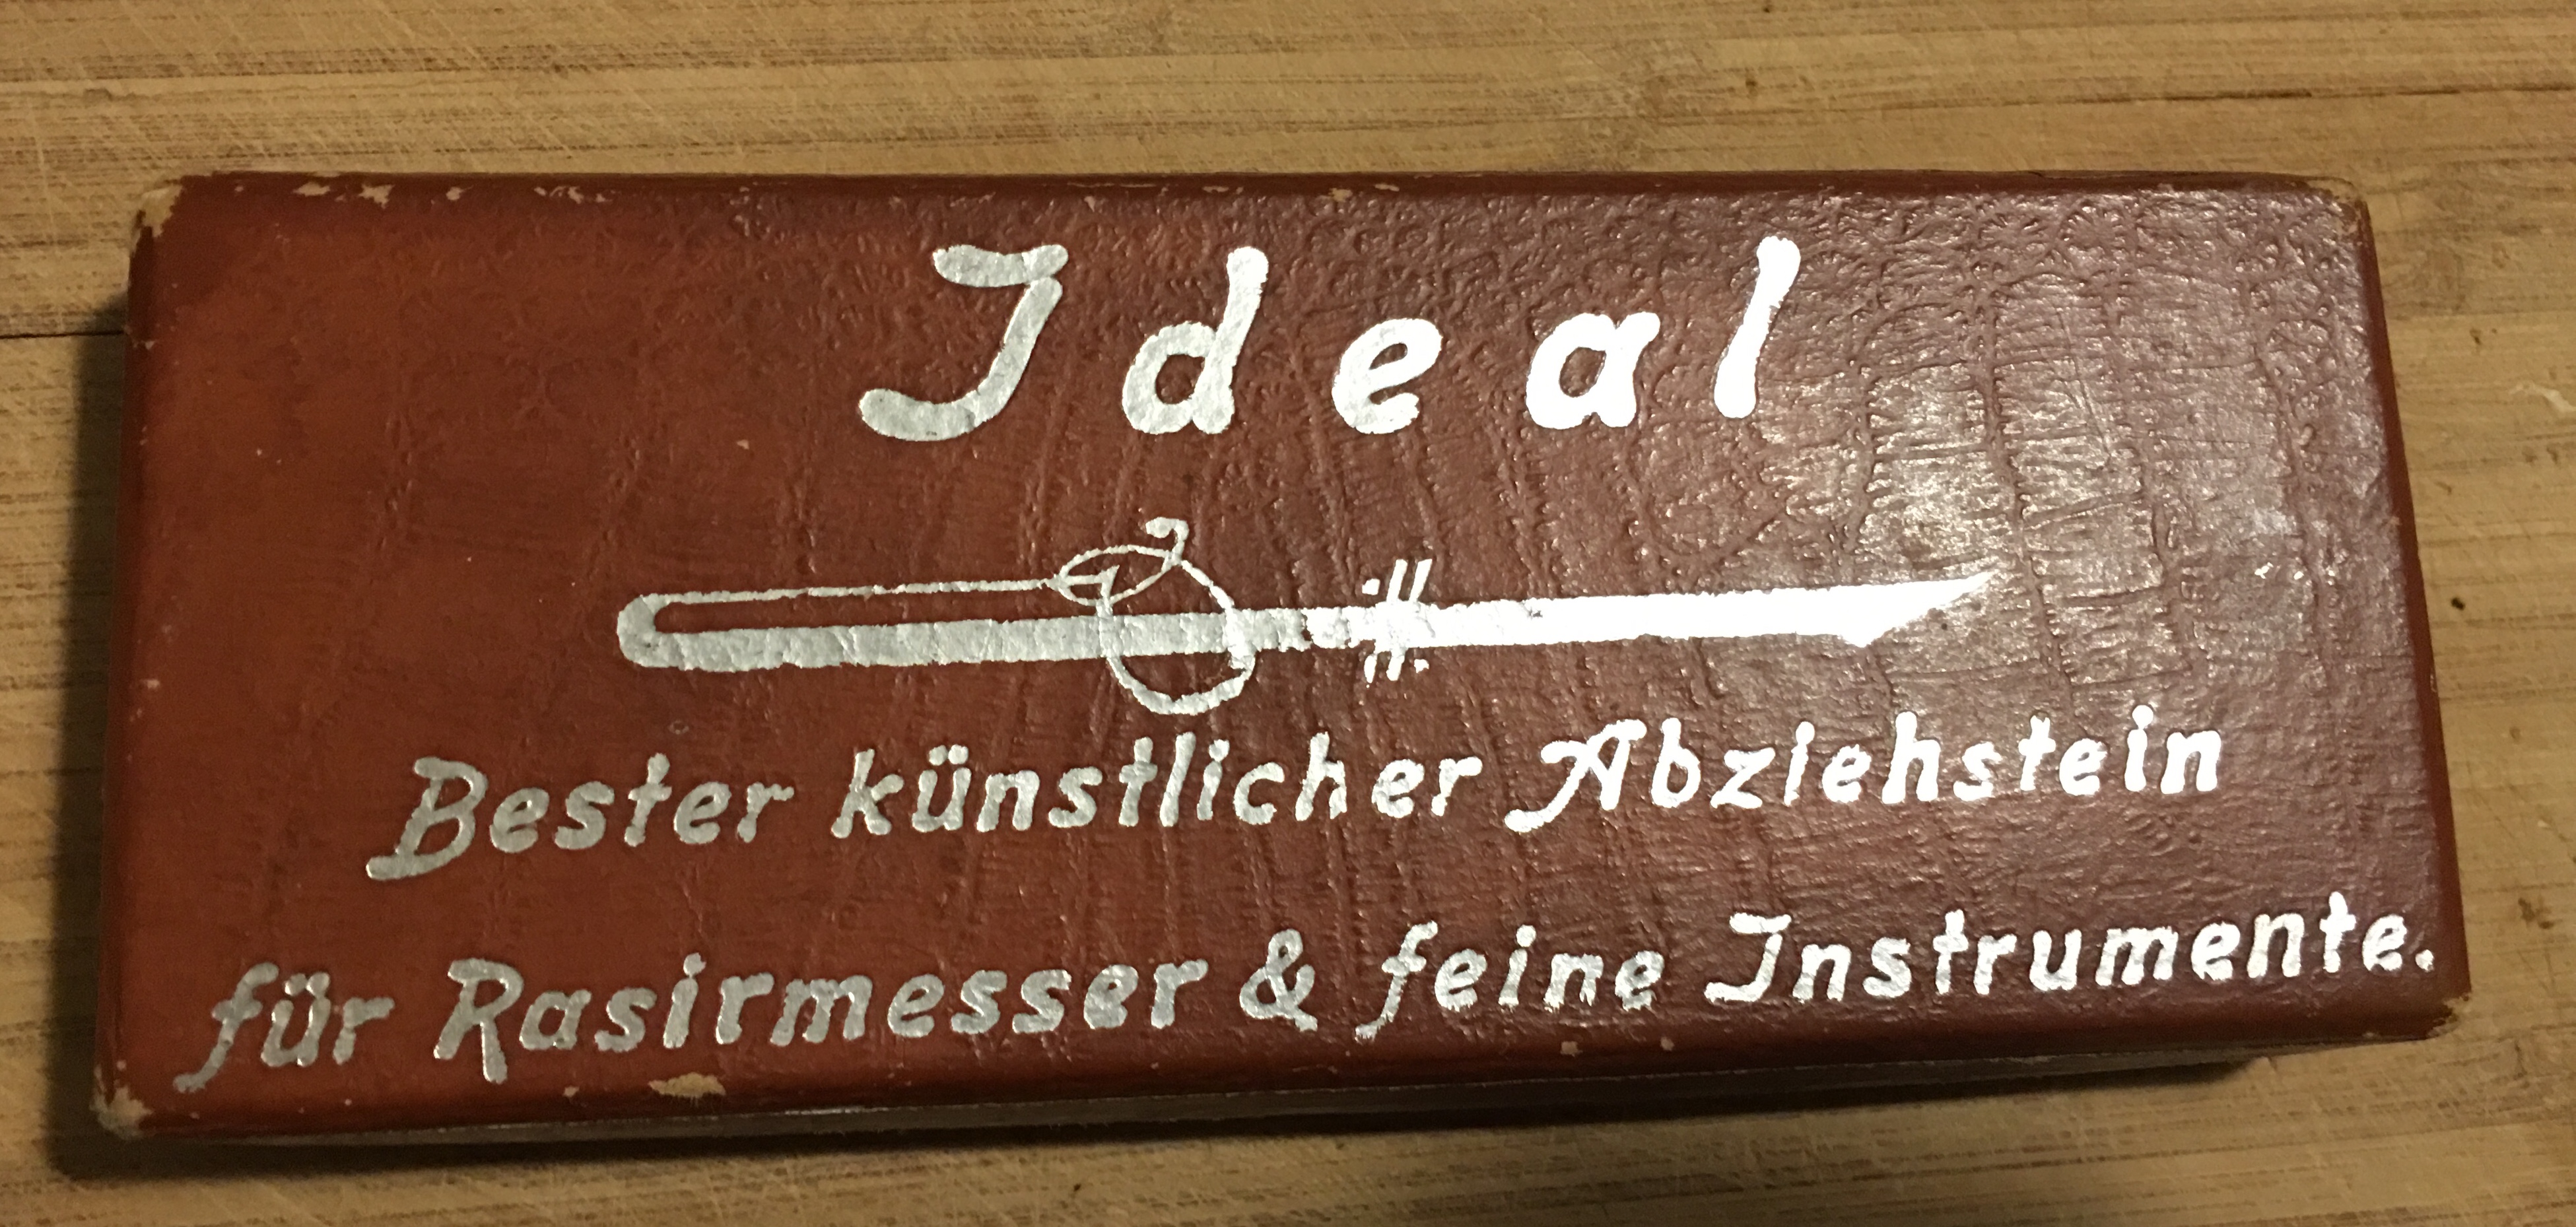 Ideal
Bester künstlicher Abziehstein
für Rasirmesser & feine Instrumente.